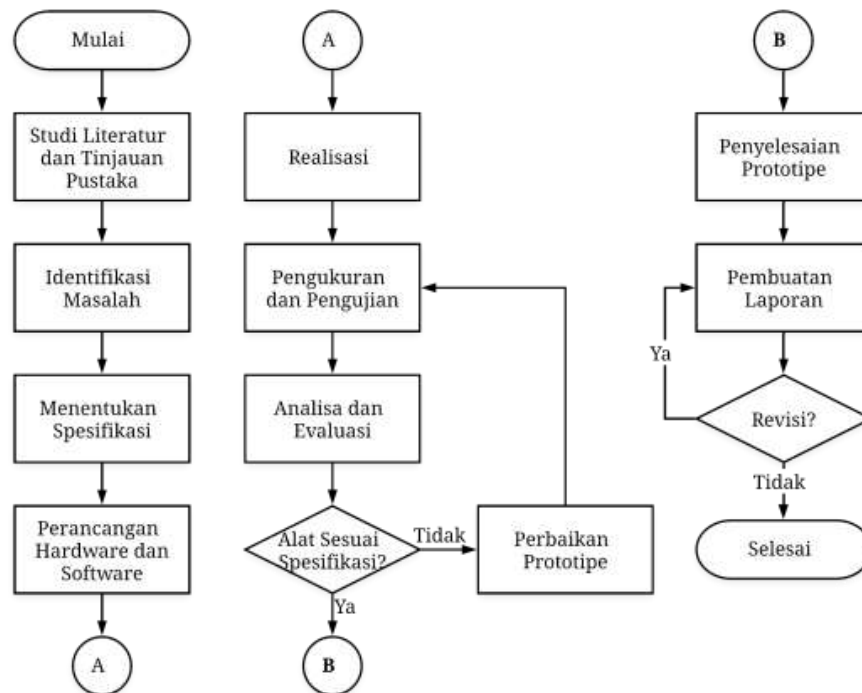 Mulai
Studi Literatur
dan Tinjauan
Pustaka
Identifikasi
Masalah
Menentukan
Spesifikasi
Perancangan
Hardware dan
Software
A
A
Realisasi
Pengukuran
dan Pengujian
Analisa dan
Evaluasi
Alat Sesuai
Spesifikasi?
Tidak
Perbaikan
Prototipe
Ya
B
B
Penyelesaian
Prototipe
Pembuatan
Laporan
Ya
Revisi?
Tidak
Selesai